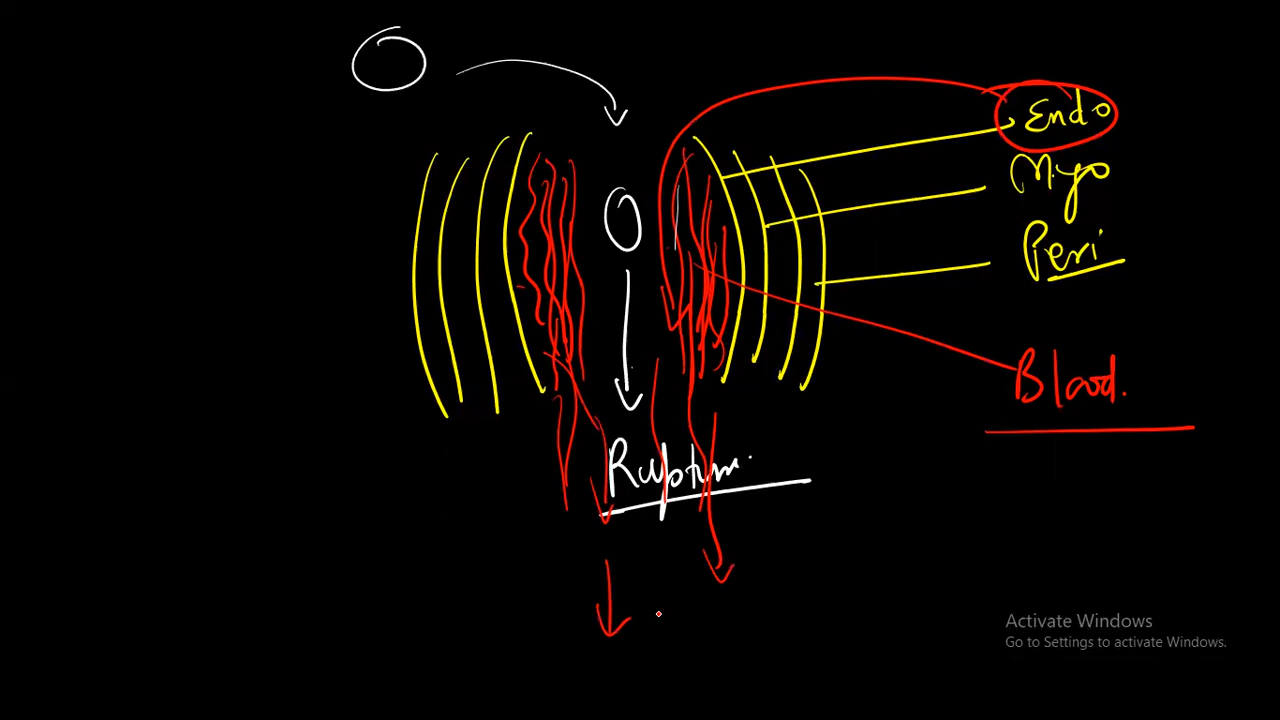 Endo
Myo
Peri
Blood.
Rupture.
Activate Windows
Go to Settings to activate Windows.